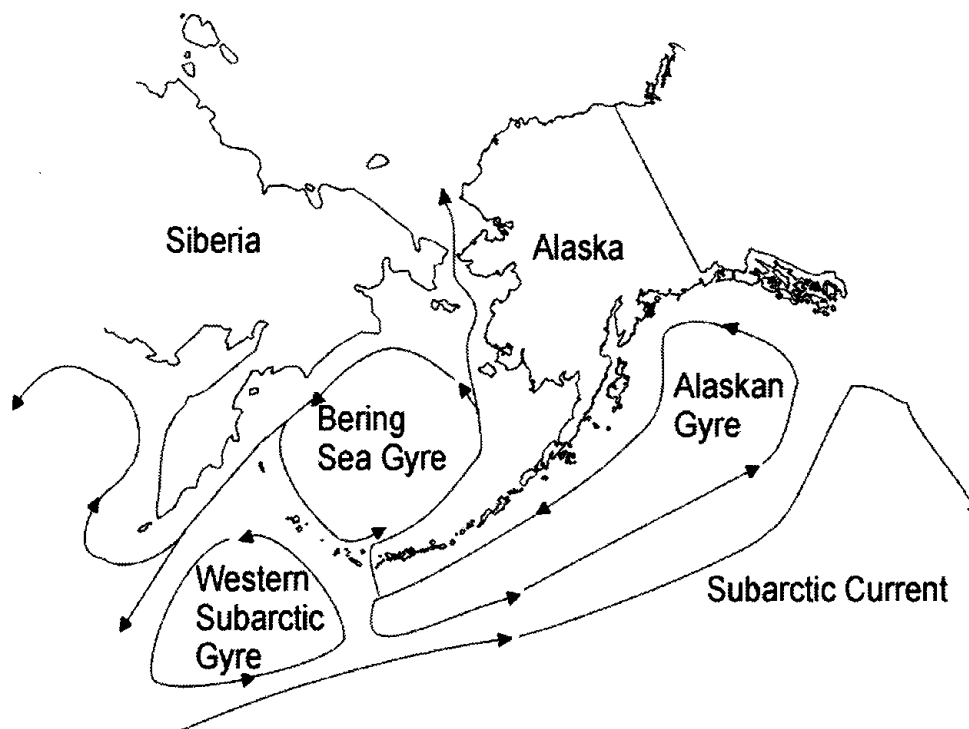 Siberia
Alaska
Bering
Sea Gyre
Alaskan
Gyre
Western
Subarctic
Gyre
Subarctic Current